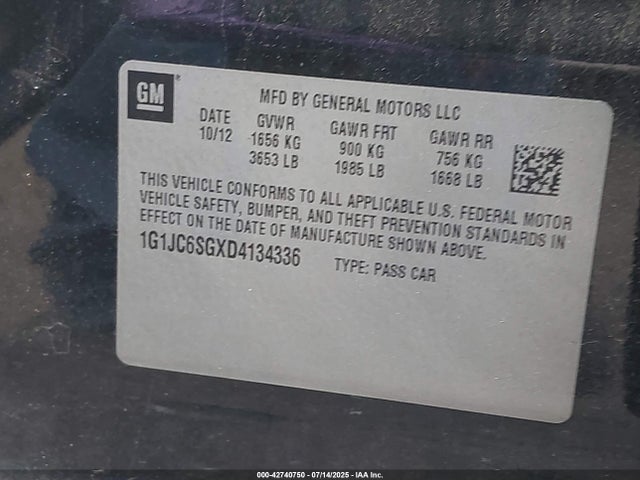 GM®
MFD BY GENERAL MOTORS LLC
DATE GVWR GAWR FRT GAWR RR
10/12 1656 KG 900 KG 756 KG
3653 LB 1985 LB 1668 LB
THIS VEHICLE CONFORMS TO ALL APPLICABLE U.S. FEDERAL MOTOR
VEHICLE SAFETY, BUMPER, AND THEFT PREVENTION STANDARDS IN
EFFECT ON THE DATE OF MANUFACTURE SHOWN ABOVE.
1G1JC6SGXD4134336 TYPE: PASS CAR
000-42740750 - 07/14/2025 - IAA Inc.